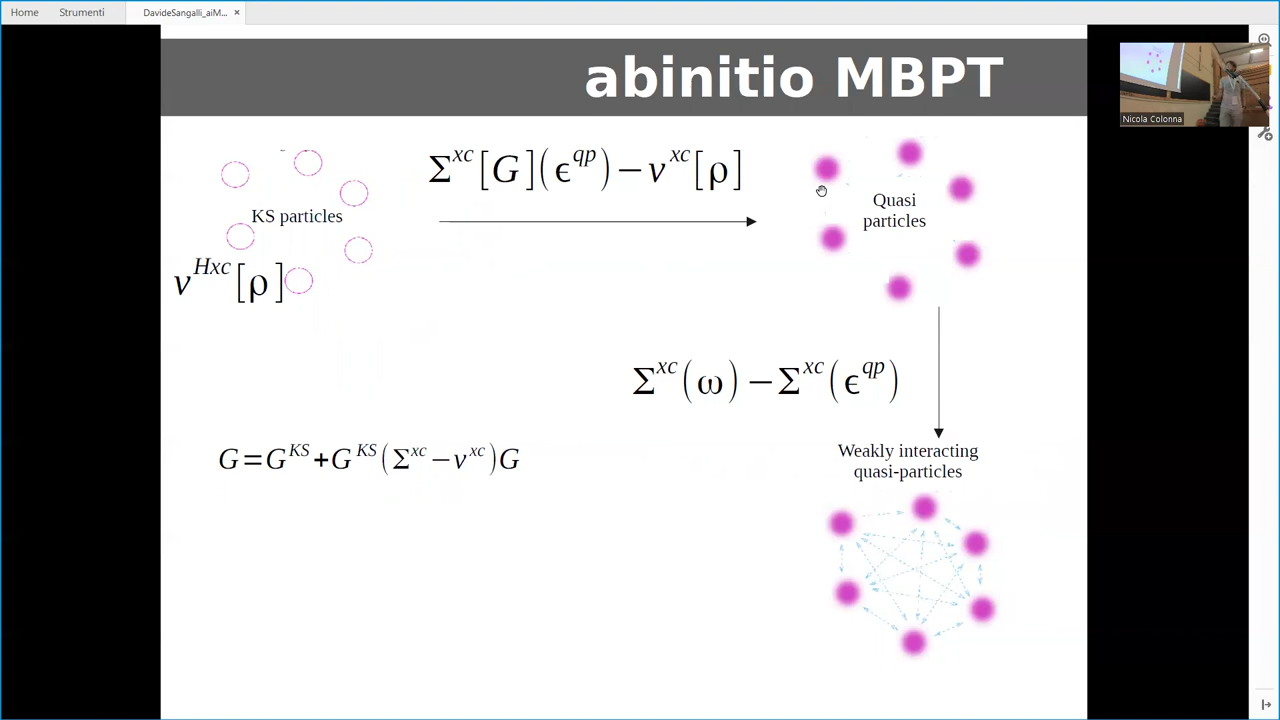 Home Strumenti DavideSangalli_aiM... ×
abinitio MBPT
Nicola Colonna
Σ^xc[G](ϵ^qp)−v^xc[ρ]
KS particles
Quasi
particles
v^Hxc[ρ]
Σ^xc(ω)−Σ^xc(ϵ^qp)
G=G^KS+G^KS(Σ^xc−v^xc)G
Weakly interacting
quasi-particles